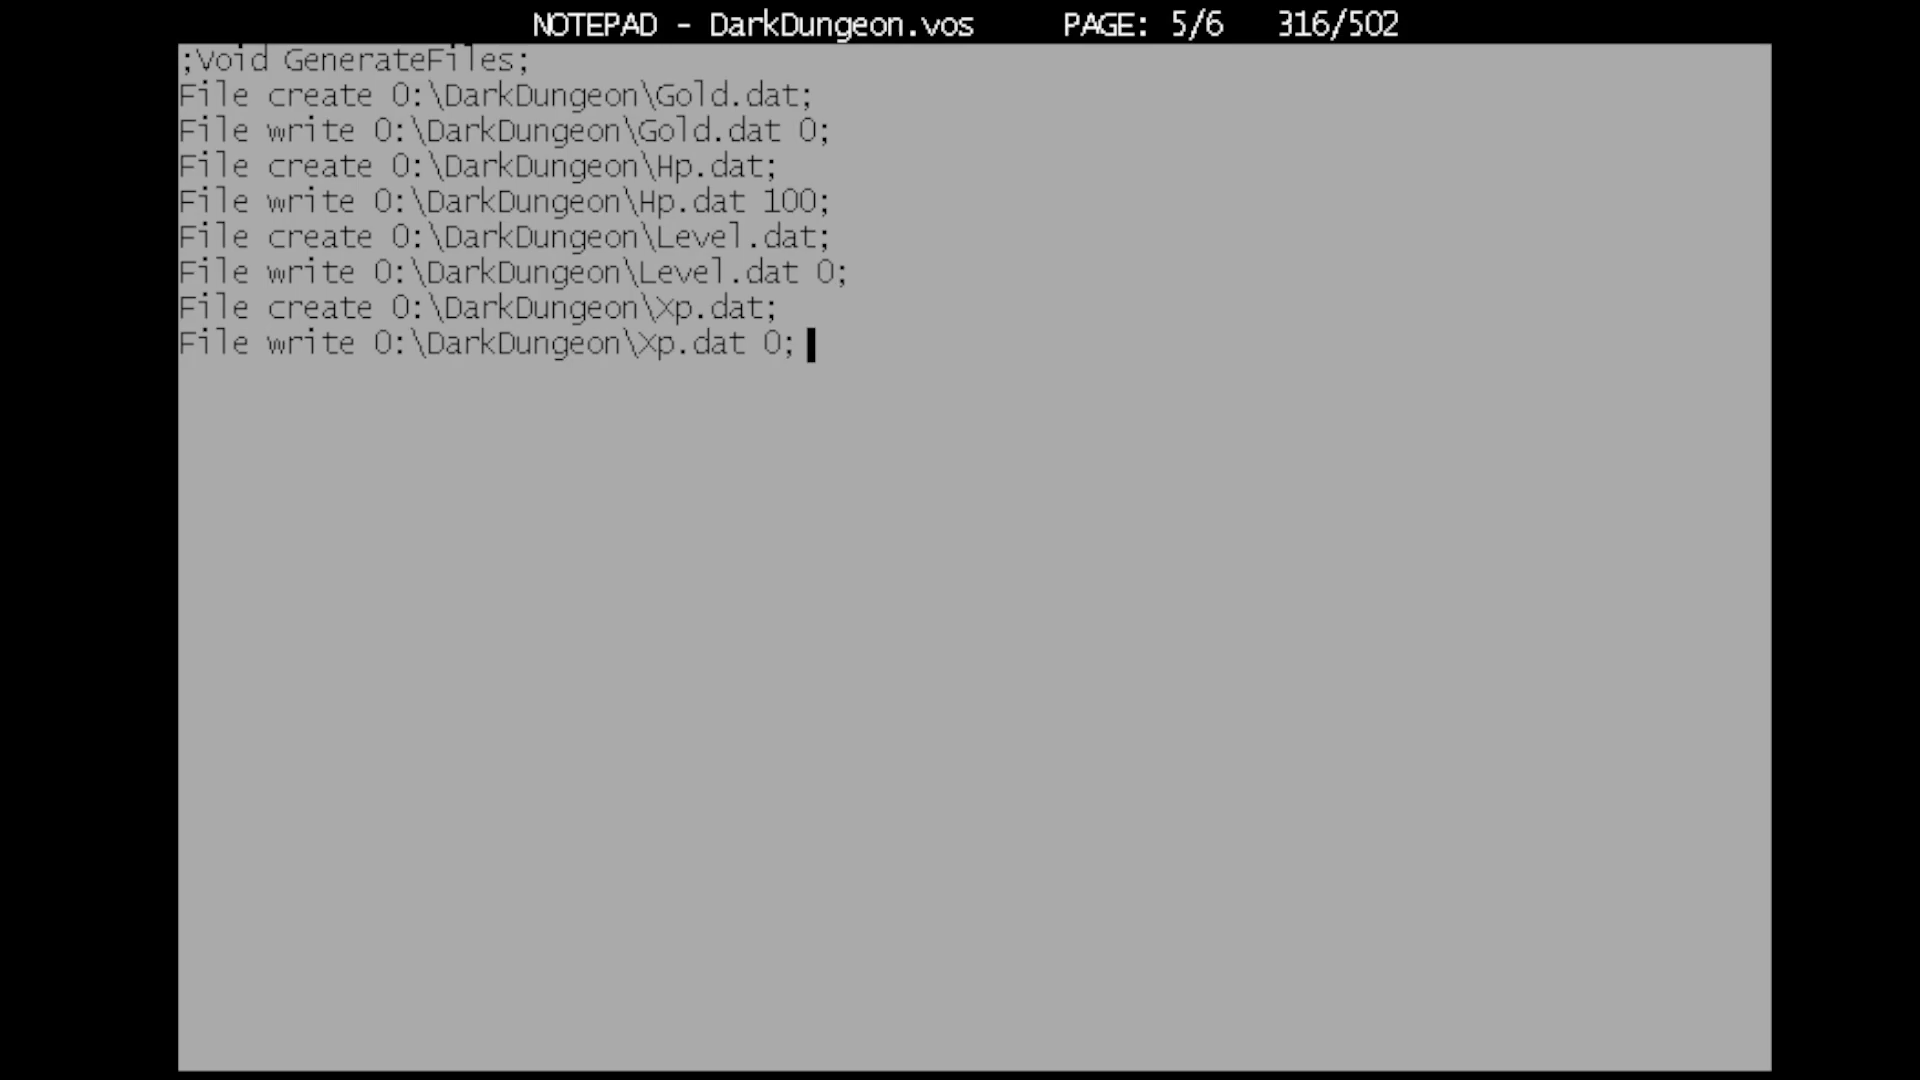 NOTEPAD - DarkDungeon.vos PAGE: 5/6 316/502
;Void GenerateFiles;
File create 0:\DarkDungeon\Gold.dat;
File write 0:\DarkDungeon\Gold.dat 0;
File create 0:\DarkDungeon\Hp.dat;
File write 0:\DarkDungeon\Hp.dat 100;
File create 0:\DarkDungeon\Level.dat;
File write 0:\DarkDungeon\Level.dat 0;
File create 0:\DarkDungeon\Xp.dat;
File write 0:\DarkDungeon\Xp.dat 0;